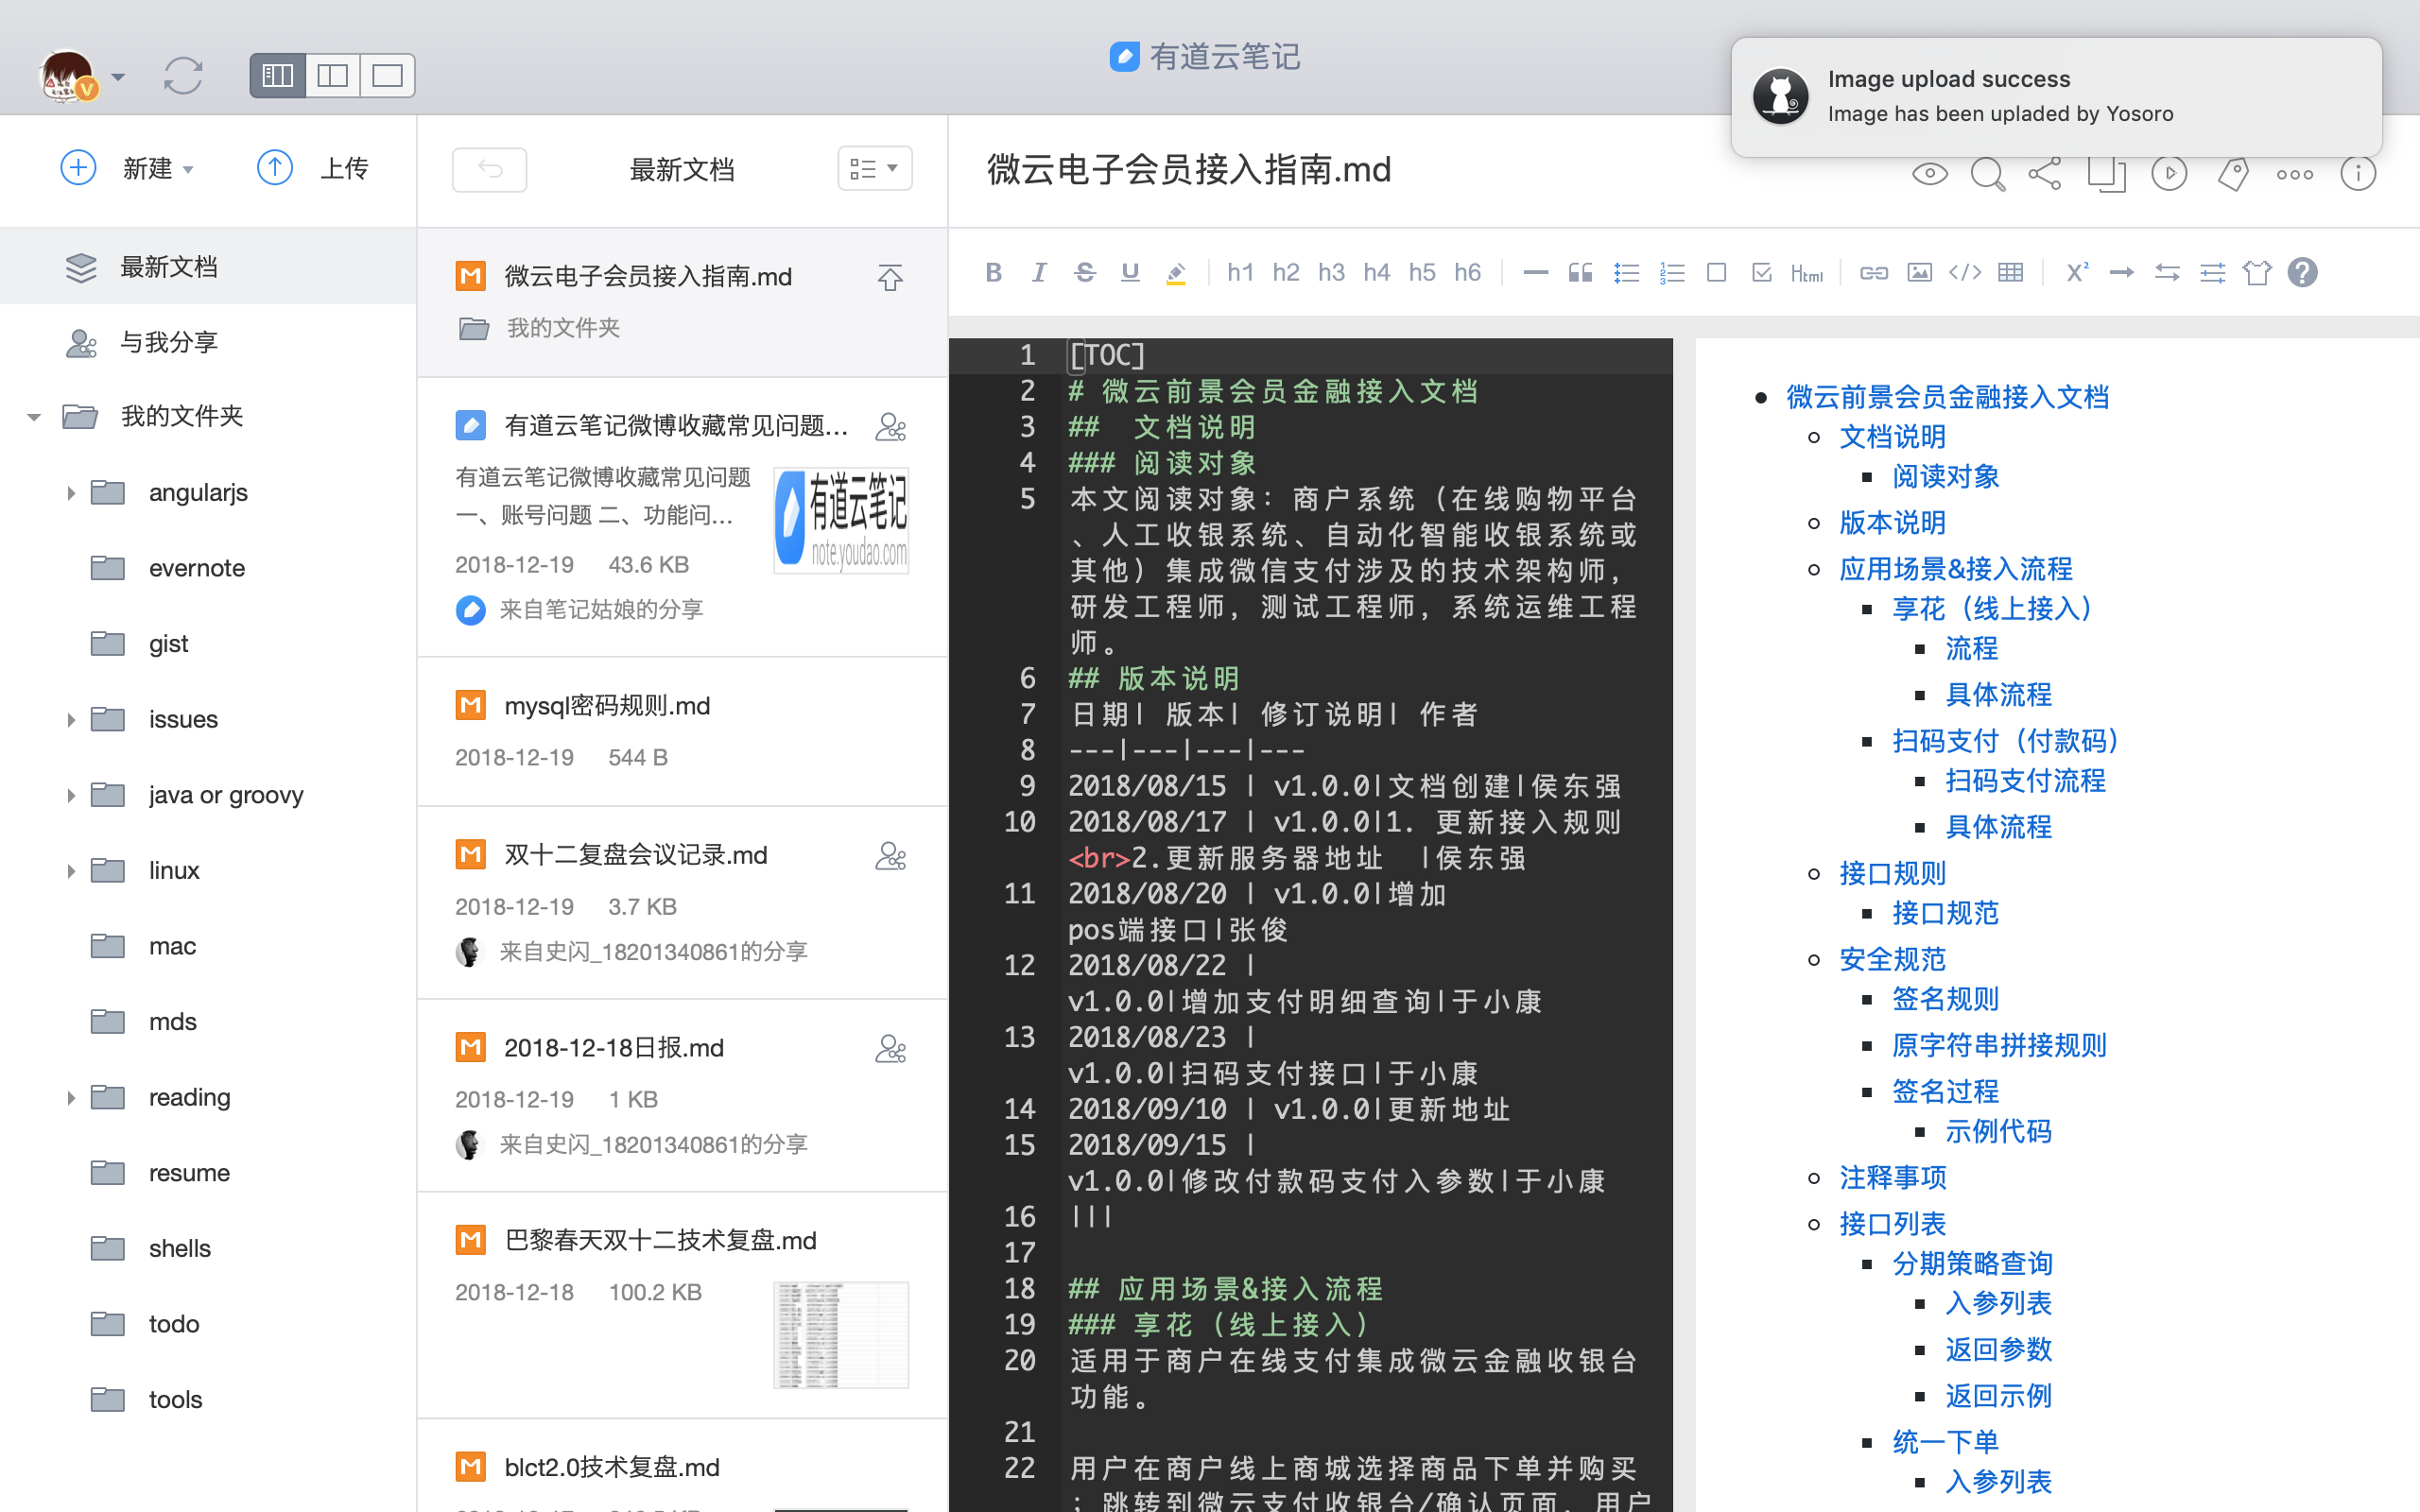 有道云笔记
Image upload success
Image has been upladed by Yosoro
新建
上传
最新文档
与我分享
我的文件夹
angularjs
evernote
gist
issues
java or groovy
linux
mac
mds
reading
resume
shells
todo
tools
最新文档
微云电子会员接入指南.md
我的文件夹
有道云笔记微博收藏常见问题...
有道云笔记微博收藏常见问题
一、账号问题 二、功能问...
有道云笔记
note.youdao.com
2018-12-19 43.6 KB
来自笔记姑娘的分享
mysql密码规则.md
2018-12-19 544 B
双十二复盘会议记录.md
2018-12-19 3.7 KB
来自史闪_18201340861的分享
2018-12-18日报.md
2018-12-19 1 KB
来自史闪_18201340861的分享
巴黎春天双十二技术复盘.md
2018-12-18 100.2 KB
blct2.0技术复盘.md
微云电子会员接入指南.md
B I S U h1 h2 h3 h4 h5 h6 Html </> X²
1 [TOC]
2 # 微云前景会员金融接入文档
3 ## 文档说明
4 ### 阅读对象
5 本文阅读对象：商户系统（在线购物平台
、人工收银系统、自动化智能收银系统或
其他）集成微信支付涉及的技术架构师，
研发工程师，测试工程师，系统运维工程
师。
6 ## 版本说明
7 日期| 版本| 修订说明| 作者
8 ---|---|---|---
9 2018/08/15 | v1.0.0|文档创建|侯东强
10 2018/08/17 | v1.0.0|1. 更新接入规则
<br>2.更新服务器地址 |侯东强
11 2018/08/20 | v1.0.0|增加
pos端接口|张俊
12 2018/08/22 |
v1.0.0|增加支付明细查询|于小康
13 2018/08/23 |
v1.0.0|扫码支付接口|于小康
14 2018/09/10 | v1.0.0|更新地址
15 2018/09/15 |
v1.0.0|修改付款码支付入参数|于小康
16 |||
17
18 ## 应用场景&接入流程
19 ### 享花（线上接入）
20 适用于商户在线支付集成微云金融收银台
功能。
21
22 用户在商户线上商城选择商品下单并购买
；跳转到微云支付收银台/确认页面，用户
微云前景会员金融接入文档
文档说明
阅读对象
版本说明
应用场景&接入流程
享花（线上接入）
流程
具体流程
扫码支付（付款码）
扫码支付流程
具体流程
接口规则
接口规范
安全规范
签名规则
原字符串拼接规则
签名过程
示例代码
注释事项
接口列表
分期策略查询
入参列表
返回参数
返回示例
统一下单
入参列表